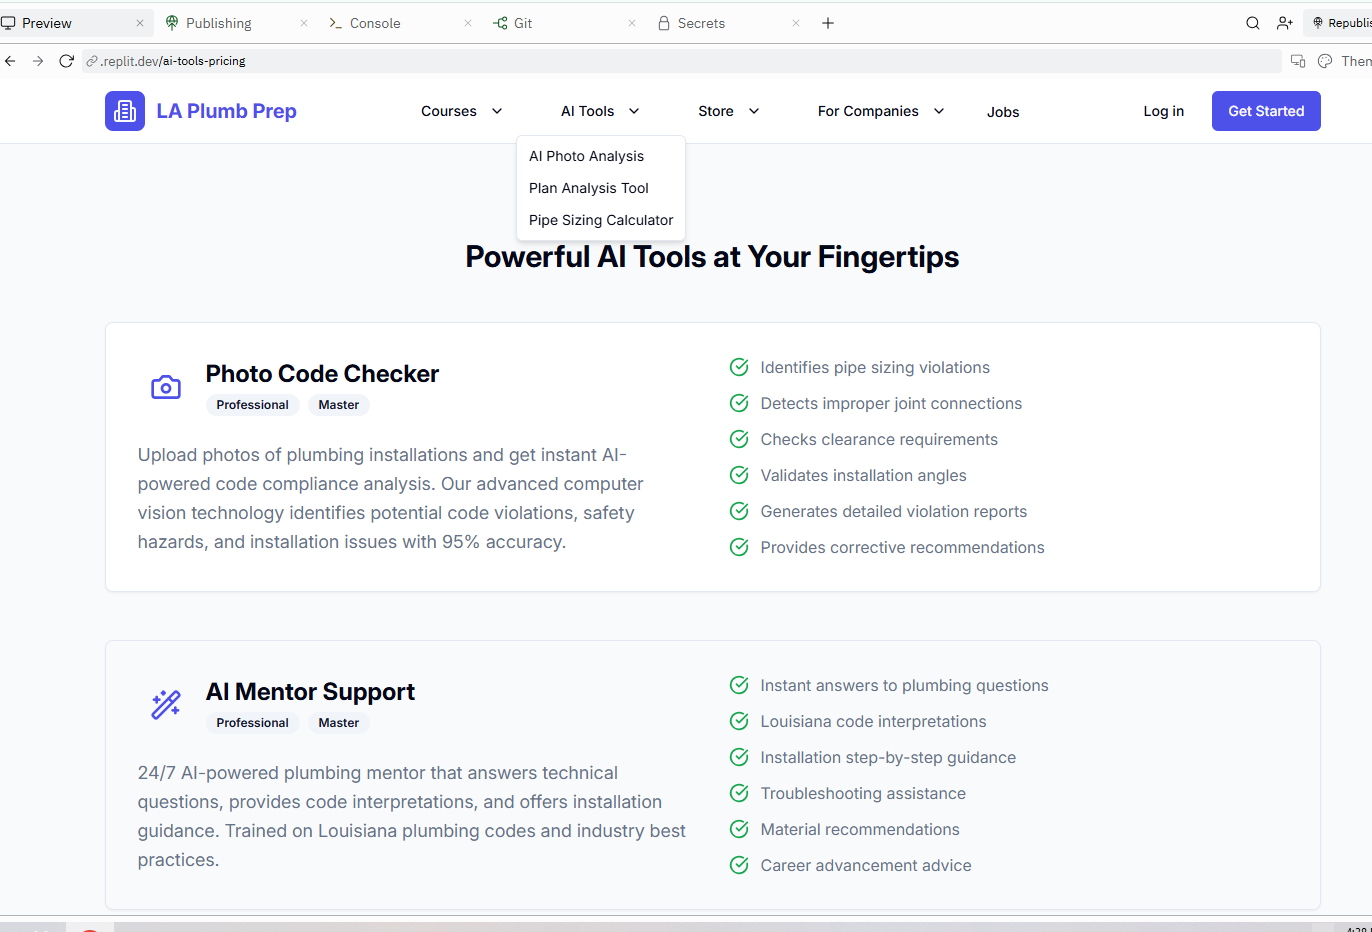 Preview
Publishing
Console
Git
Secrets
.replit.dev/ai-tools-pricing
LA Plumb Prep
Courses
AI Tools
Store
For Companies
Jobs
Log in
Get Started
AI Photo Analysis
Plan Analysis Tool
Pipe Sizing Calculator
Powerful AI Tools at Your Fingertips
Photo Code Checker
Professional
Master
Upload photos of plumbing installations and get instant AI-
powered code compliance analysis. Our advanced computer
vision technology identifies potential code violations, safety
hazards, and installation issues with 95% accuracy.
Identifies pipe sizing violations
Detects improper joint connections
Checks clearance requirements
Validates installation angles
Generates detailed violation reports
Provides corrective recommendations
AI Mentor Support
Professional
Master
24/7 AI-powered plumbing mentor that answers technical
questions, provides code interpretations, and offers installation
guidance. Trained on Louisiana plumbing codes and industry best
practices.
Instant answers to plumbing questions
Louisiana code interpretations
Installation step-by-step guidance
Troubleshooting assistance
Material recommendations
Career advancement advice